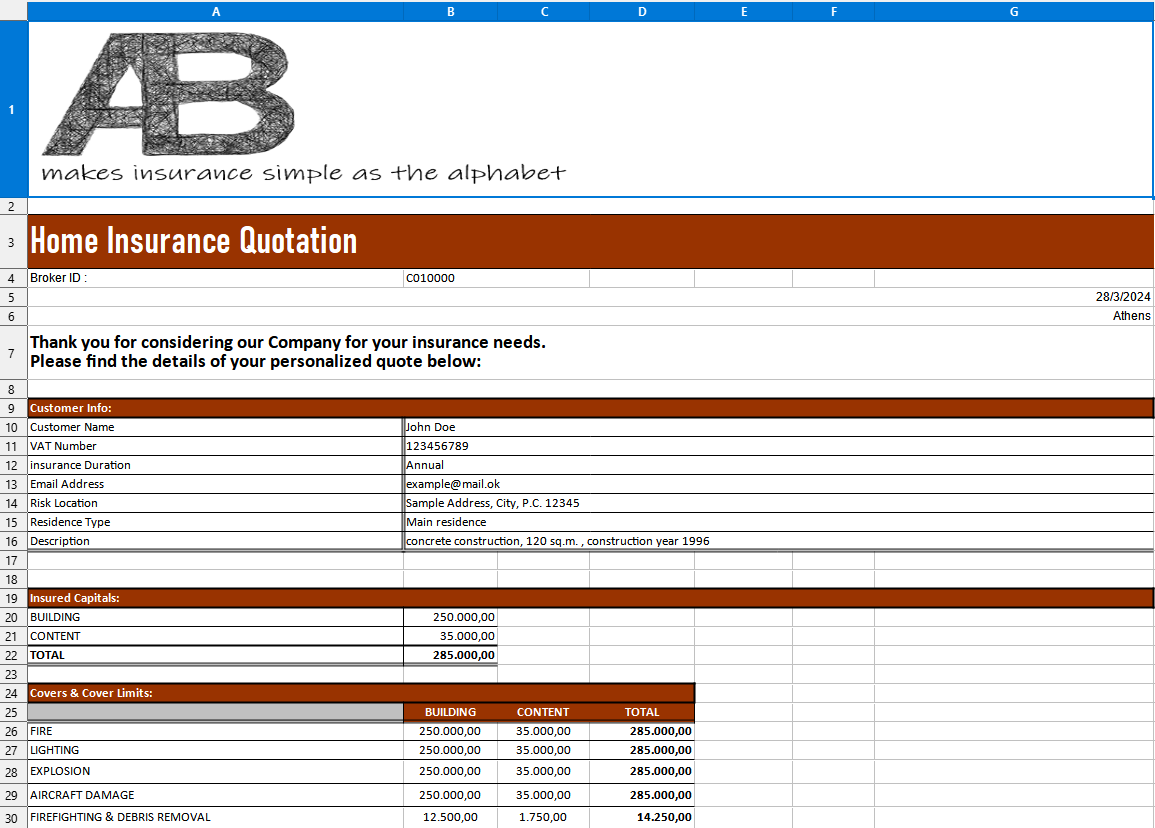 A B C D E F G
1 AB
makes insurance simple as the alphabet
2
3 Home Insurance Quotation
4 Broker ID : C010000
5 28/3/2024
6 Athens
7 Thank you for considering our Company for your insurance needs.
Please find the details of your personalized quote below:
8
9 Customer Info:
10 Customer Name John Doe
11 VAT Number 123456789
12 insurance Duration Annual
13 Email Address example@mail.ok
14 Risk Location Sample Address, City, P.C. 12345
15 Residence Type Main residence
16 Description concrete construction, 120 sq.m. , construction year 1996
17
18
19 Insured Capitals:
20 BUILDING 250.000,00
21 CONTENT 35.000,00
22 TOTAL 285.000,00
23
24 Covers & Cover Limits:
25 BUILDING CONTENT TOTAL
26 FIRE 250.000,00 35.000,00 285.000,00
27 LIGHTING 250.000,00 35.000,00 285.000,00
28 EXPLOSION 250.000,00 35.000,00 285.000,00
29 AIRCRAFT DAMAGE 250.000,00 35.000,00 285.000,00
30 FIREFIGHTING & DEBRIS REMOVAL 12.500,00 1.750,00 14.250,00